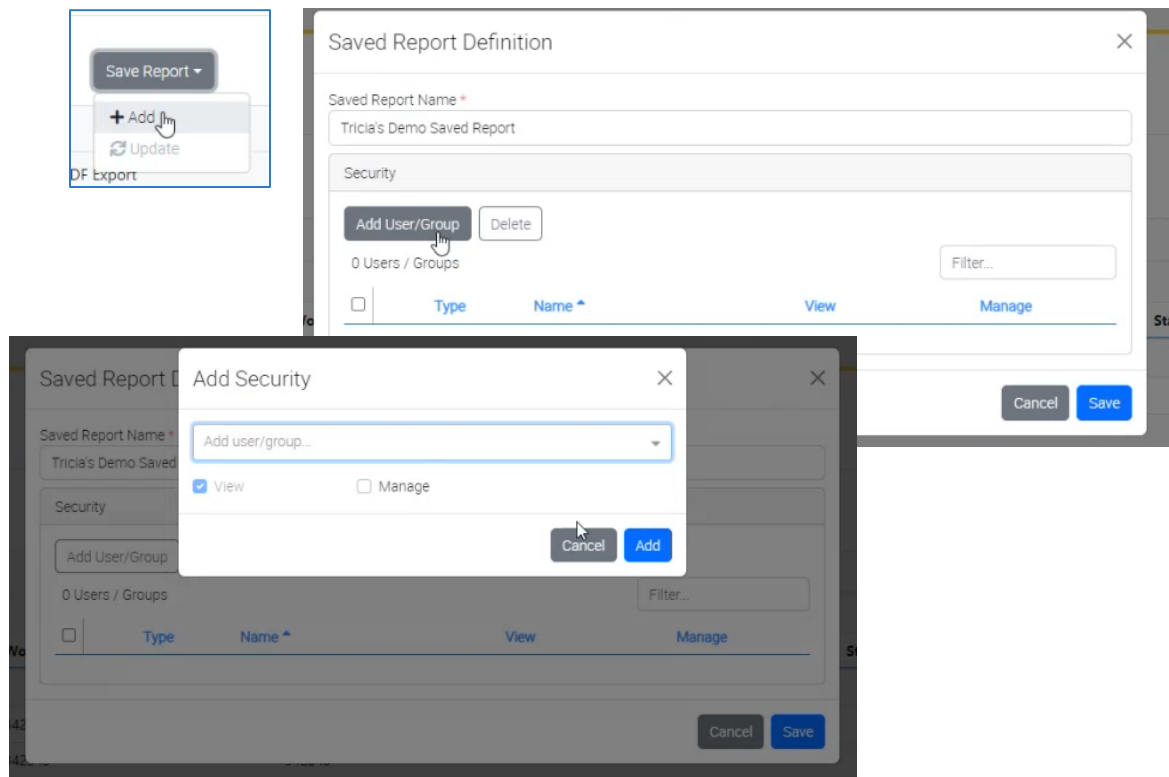 Save Report
Add
Update
DF Export
Saved Report Definition
Saved Report Name *
Tricia's Demo Saved Report
Security
Add User/Group Delete
0 Users / Groups
Filter...
Type Name View Manage
Cancel Save
Saved Report D
Saved Report Name *
Tricia's Demo Saved
Security
Add User/Group
0 Users / Groups
Filter...
Type Name View Manage
Cancel Save
Add Security
Add user/group...
View Manage
Cancel Add